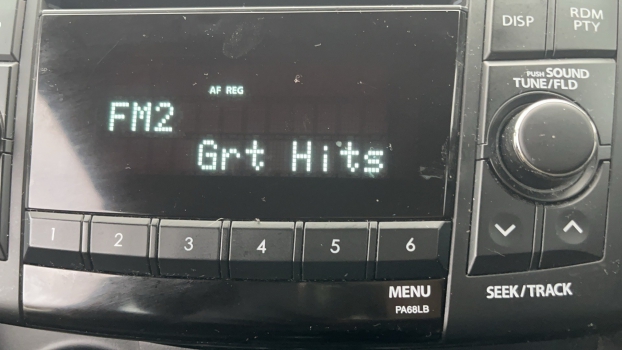 DISP
RDM
PTY
AF REG
FM2
Grt Hits
PUSH SOUND
TUNE/FLD
1 2 3 4 5 6
MENU
PA68LB
SEEK/TRACK